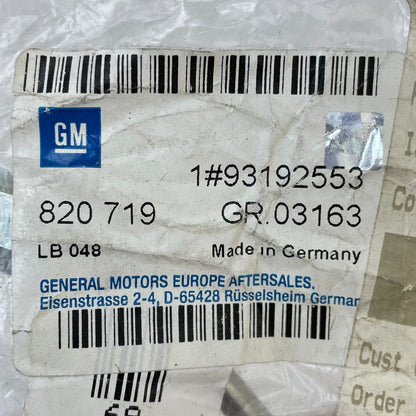 GM
1#93192553
820 719 GR.03163
LB 048 Made in Germany
GENERAL MOTORS EUROPE AFTERSALES,
Eisenstrasse 2-4, D-65428 Rüsselsheim German
Co
Cust
Order